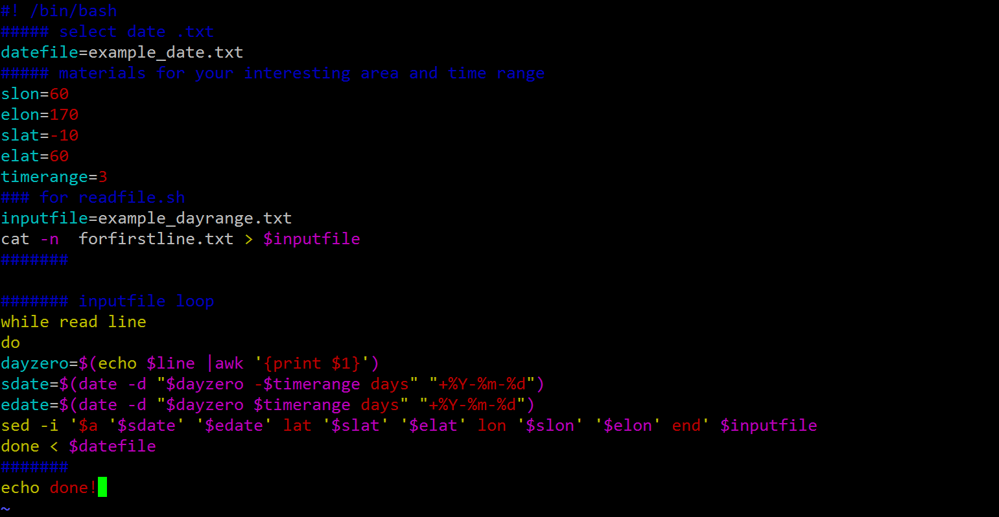 #! /bin/bash
##### select date .txt
datefile=example_date.txt
##### materials for your interesting area and time range
slon=60
elon=170
slat=-10
elat=60
timerange=3
### for readfile.sh
inputfile=example_dayrange.txt
cat -n  forfirstline.txt > $inputfile
#######
####### inputfile loop
while read line
do
dayzero=$(echo $line |awk '{print $1}')
sdate=$(date -d "$dayzero -$timerange days" "+%Y-%m-%d")
edate=$(date -d "$dayzero $timerange days" "+%Y-%m-%d")
sed -i '$a '$sdate' '$edate' lat '$slat' '$elat' lon '$slon' '$elon' end' $inputfile
done < $datefile
#######
echo done!
~